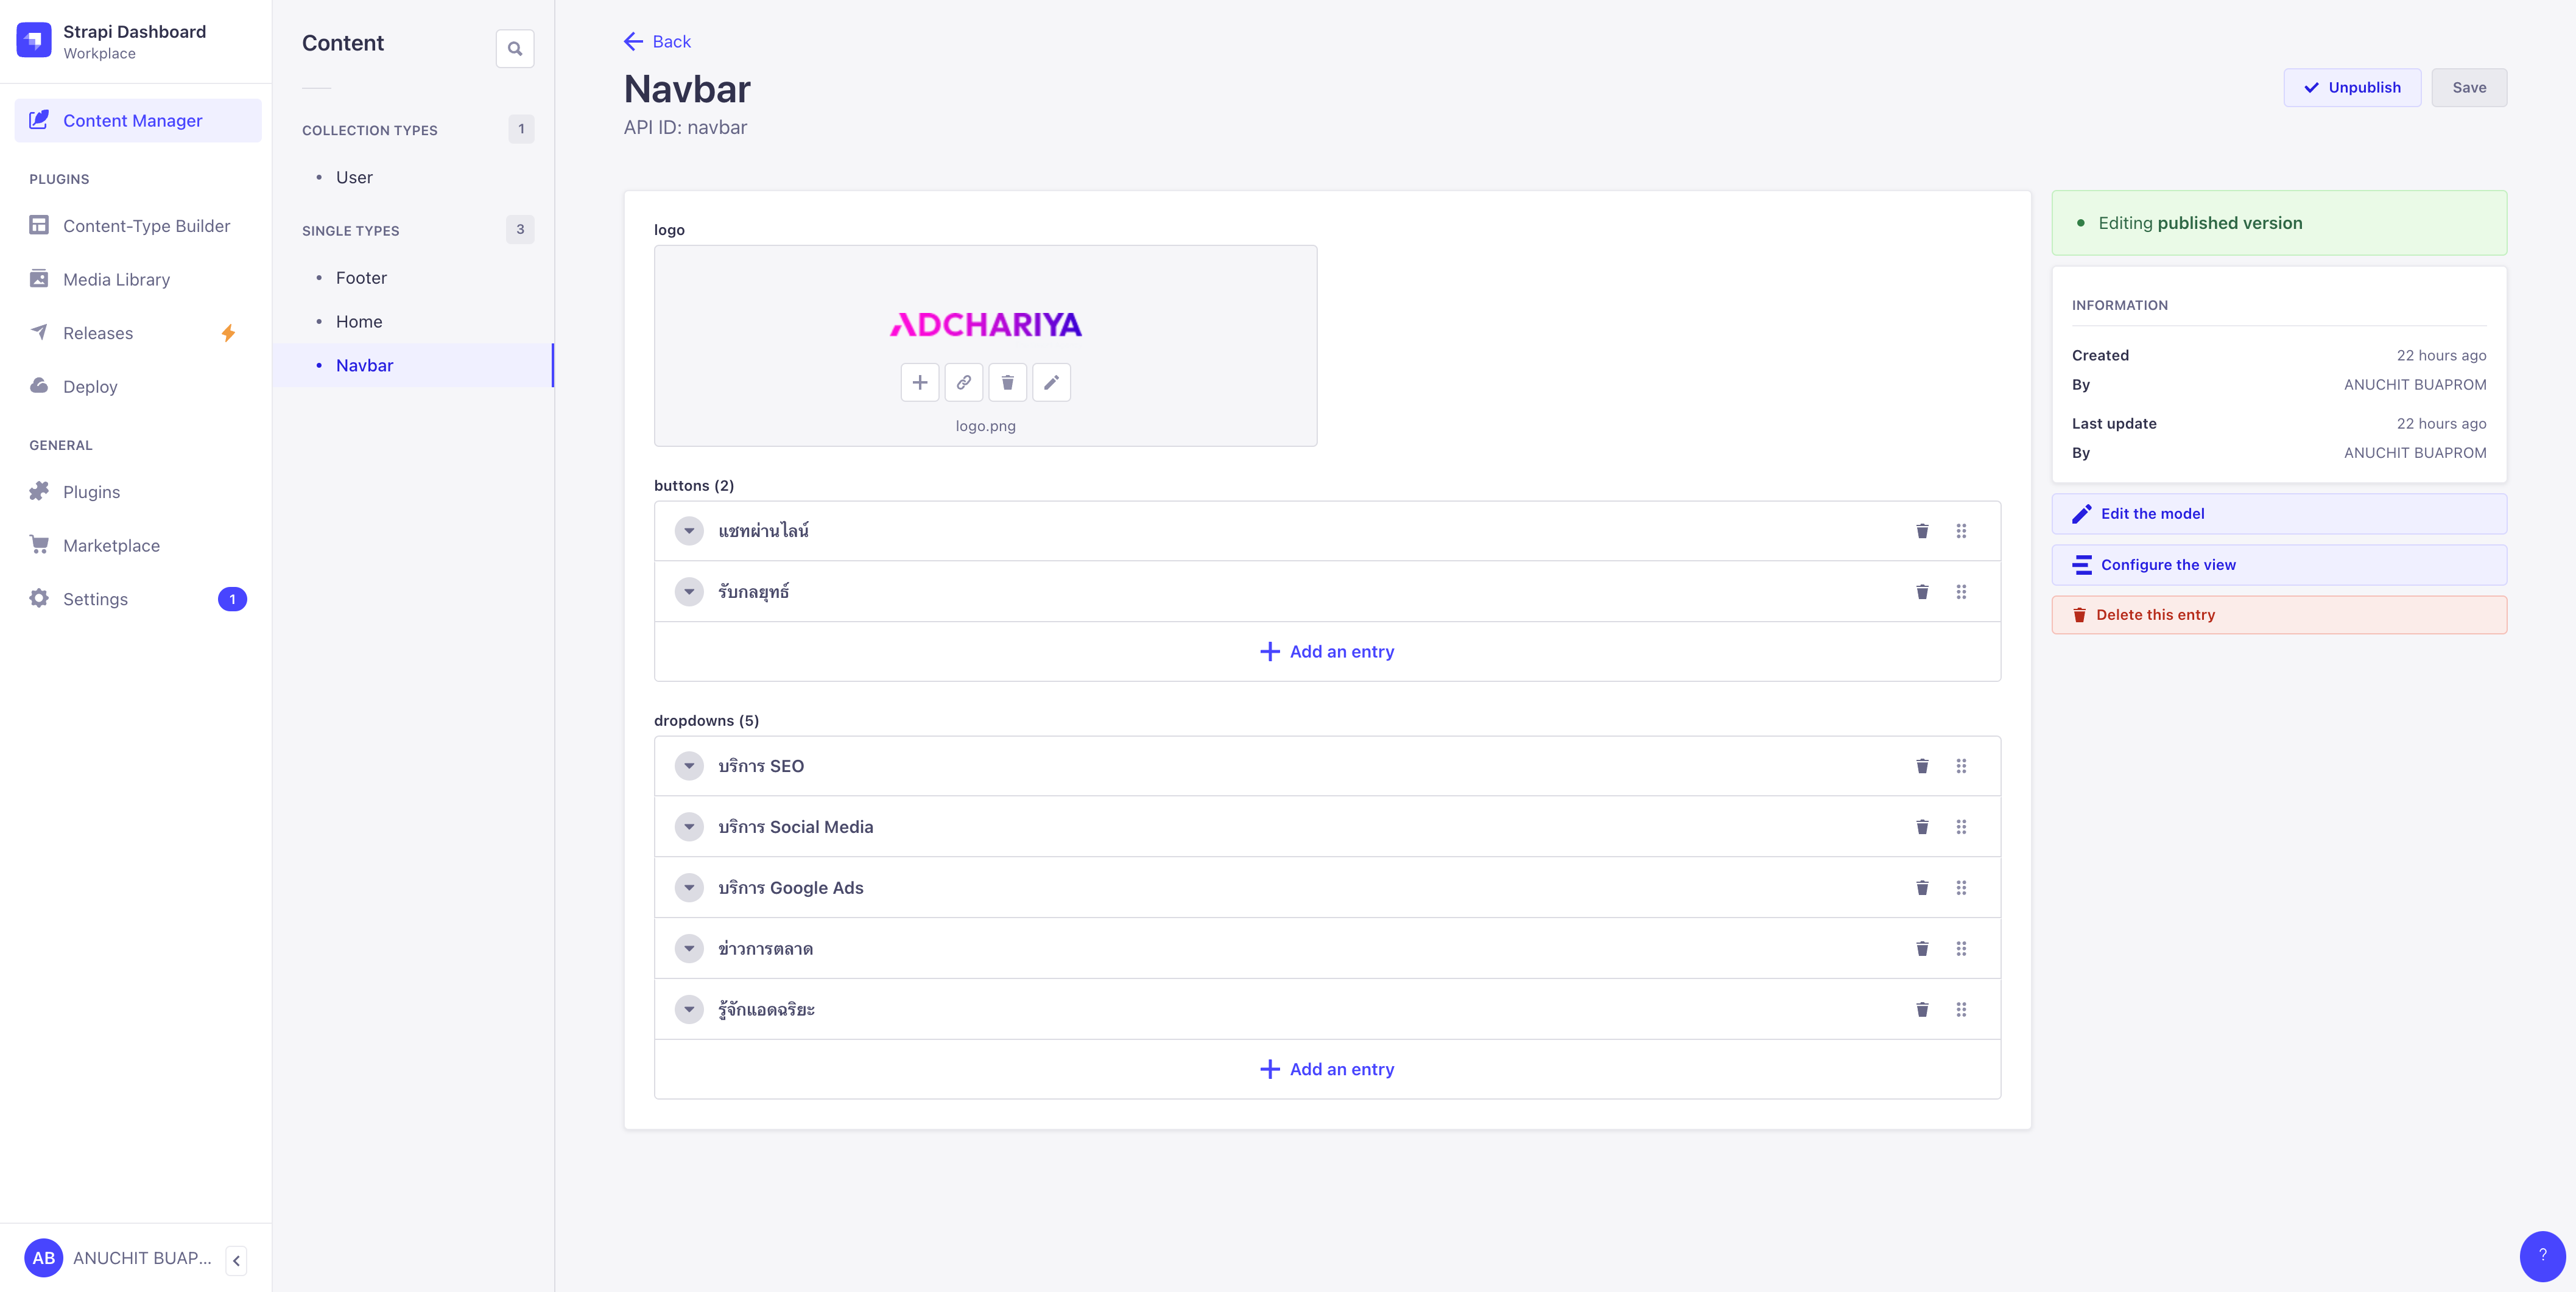 Strapi Dashboard
Workplace
Content Manager
PLUGINS
Content-Type Builder
Media Library
Releases
Deploy
GENERAL
Plugins
Marketplace
Settings
1
AB
ANUCHIT BUAP...
Content
COLLECTION TYPES
1
User
SINGLE TYPES
3
Footer
Home
Navbar
Back
Navbar
API ID: navbar
Unpublish
Save
logo
ADCHARIYA
logo.png
buttons (2)
แชทผ่านไลน์
รับกลยุทธ์
Add an entry
dropdowns (5)
บริการ SEO
บริการ Social Media
บริการ Google Ads
ข่าวการตลาด
รู้จักแอดฉริยะ
Add an entry
Editing published version
INFORMATION
Created 22 hours ago
By ANUCHIT BUAPROM
Last update 22 hours ago
By ANUCHIT BUAPROM
Edit the model
Configure the view
Delete this entry
?